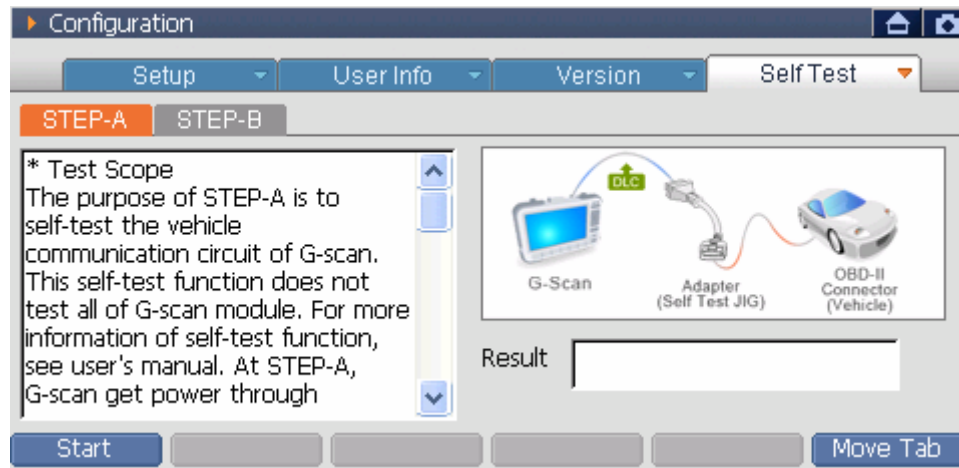 Configuration
Setup
User Info
Version
Self Test
STEP-A
STEP-B
* Test Scope
The purpose of STEP-A is to
self-test the vehicle
communication circuit of G-scan.
This self-test function does not
test all of G-scan module. For more
information of self-test function,
see user's manual. At STEP-A,
G-scan get power through
DLC
G-Scan
Adapter
(Self Test JIG)
OBD-II
Connector
(Vehicle)
Result
Start
Move Tab